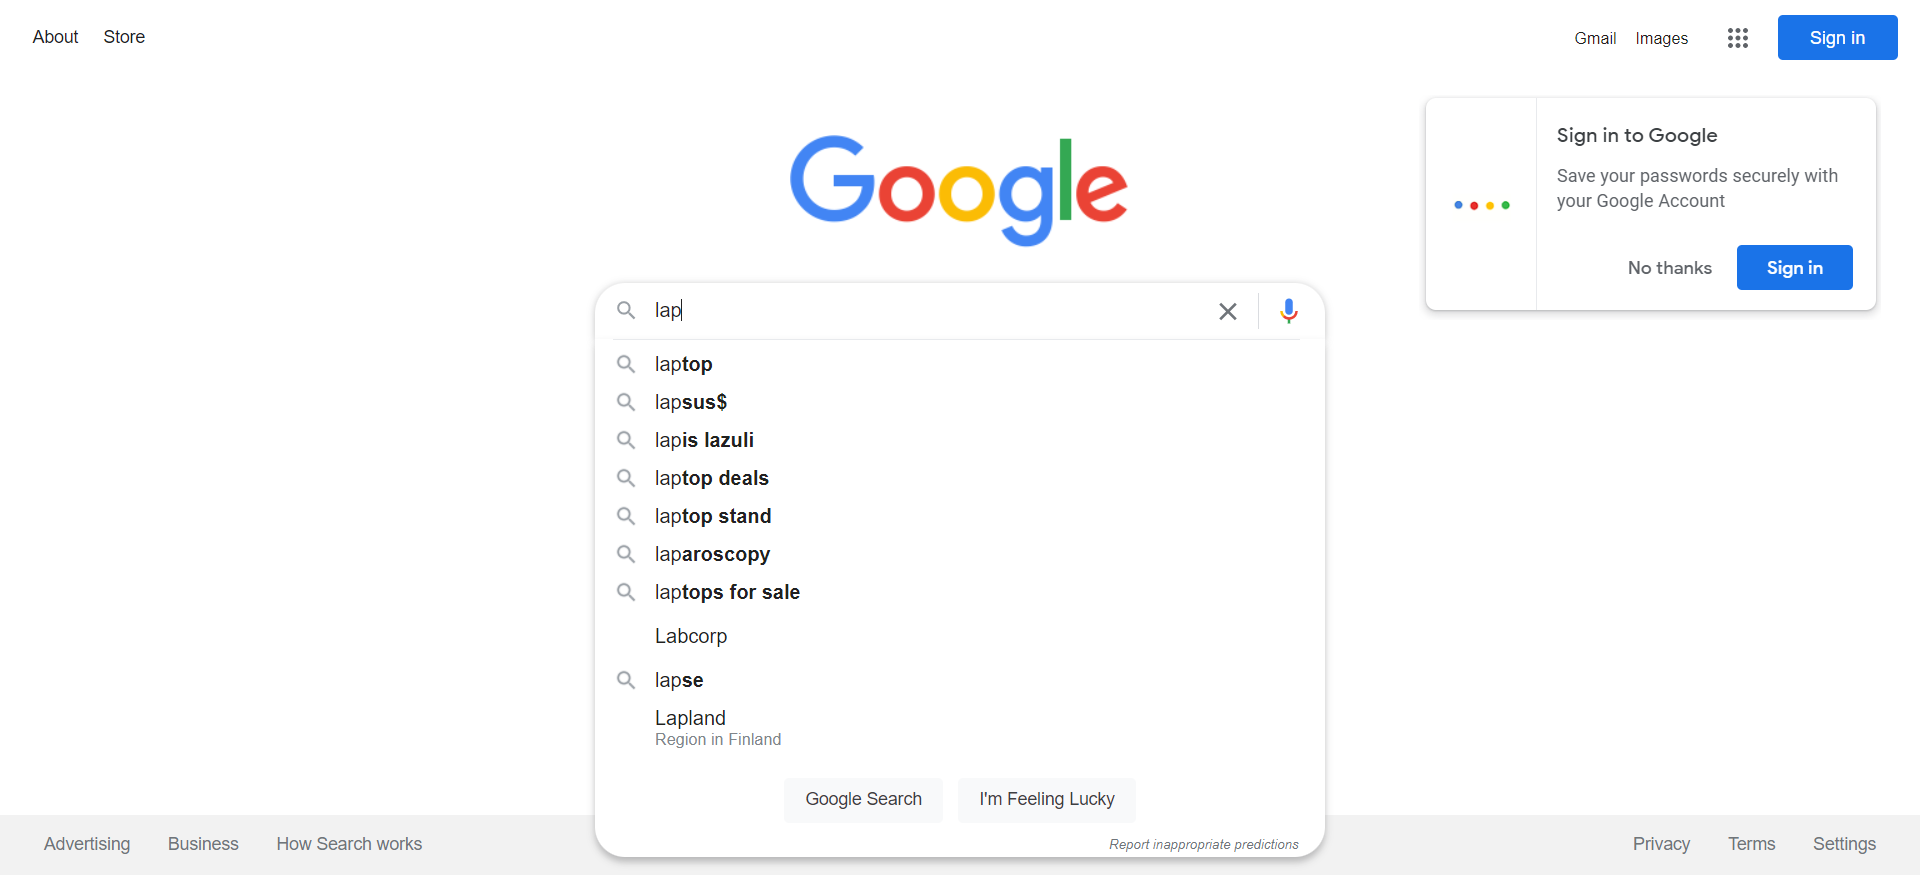 About Store
Gmail Images
Sign in
Google
Sign in to Google
Save your passwords securely with
your Google Account
No thanks Sign in
lap
laptop
lapsus$
lapis lazuli
laptop deals
laptop stand
laparoscopy
laptops for sale
Labcorp
lapse
Lapland
Region in Finland
Google Search I'm Feeling Lucky
Report inappropriate predictions
Advertising Business How Search works
Privacy Terms Settings